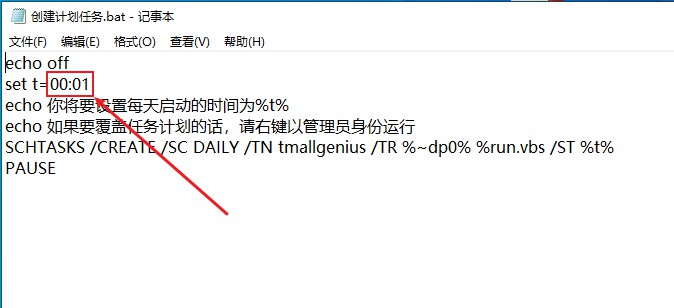 创建计划任务.bat - 记事本
文件(F) 编辑(E) 格式(O) 查看(V) 帮助(H)
echo off
set t=00:01
echo 你将要设置每天启动的时间为%t%
echo 如果要覆盖任务计划的话，请右键以管理员身份运行
SCHTASKS /CREATE /SC DAILY /TN tmallgenius /TR %~dp0% %run.vbs /ST %t%
PAUSE